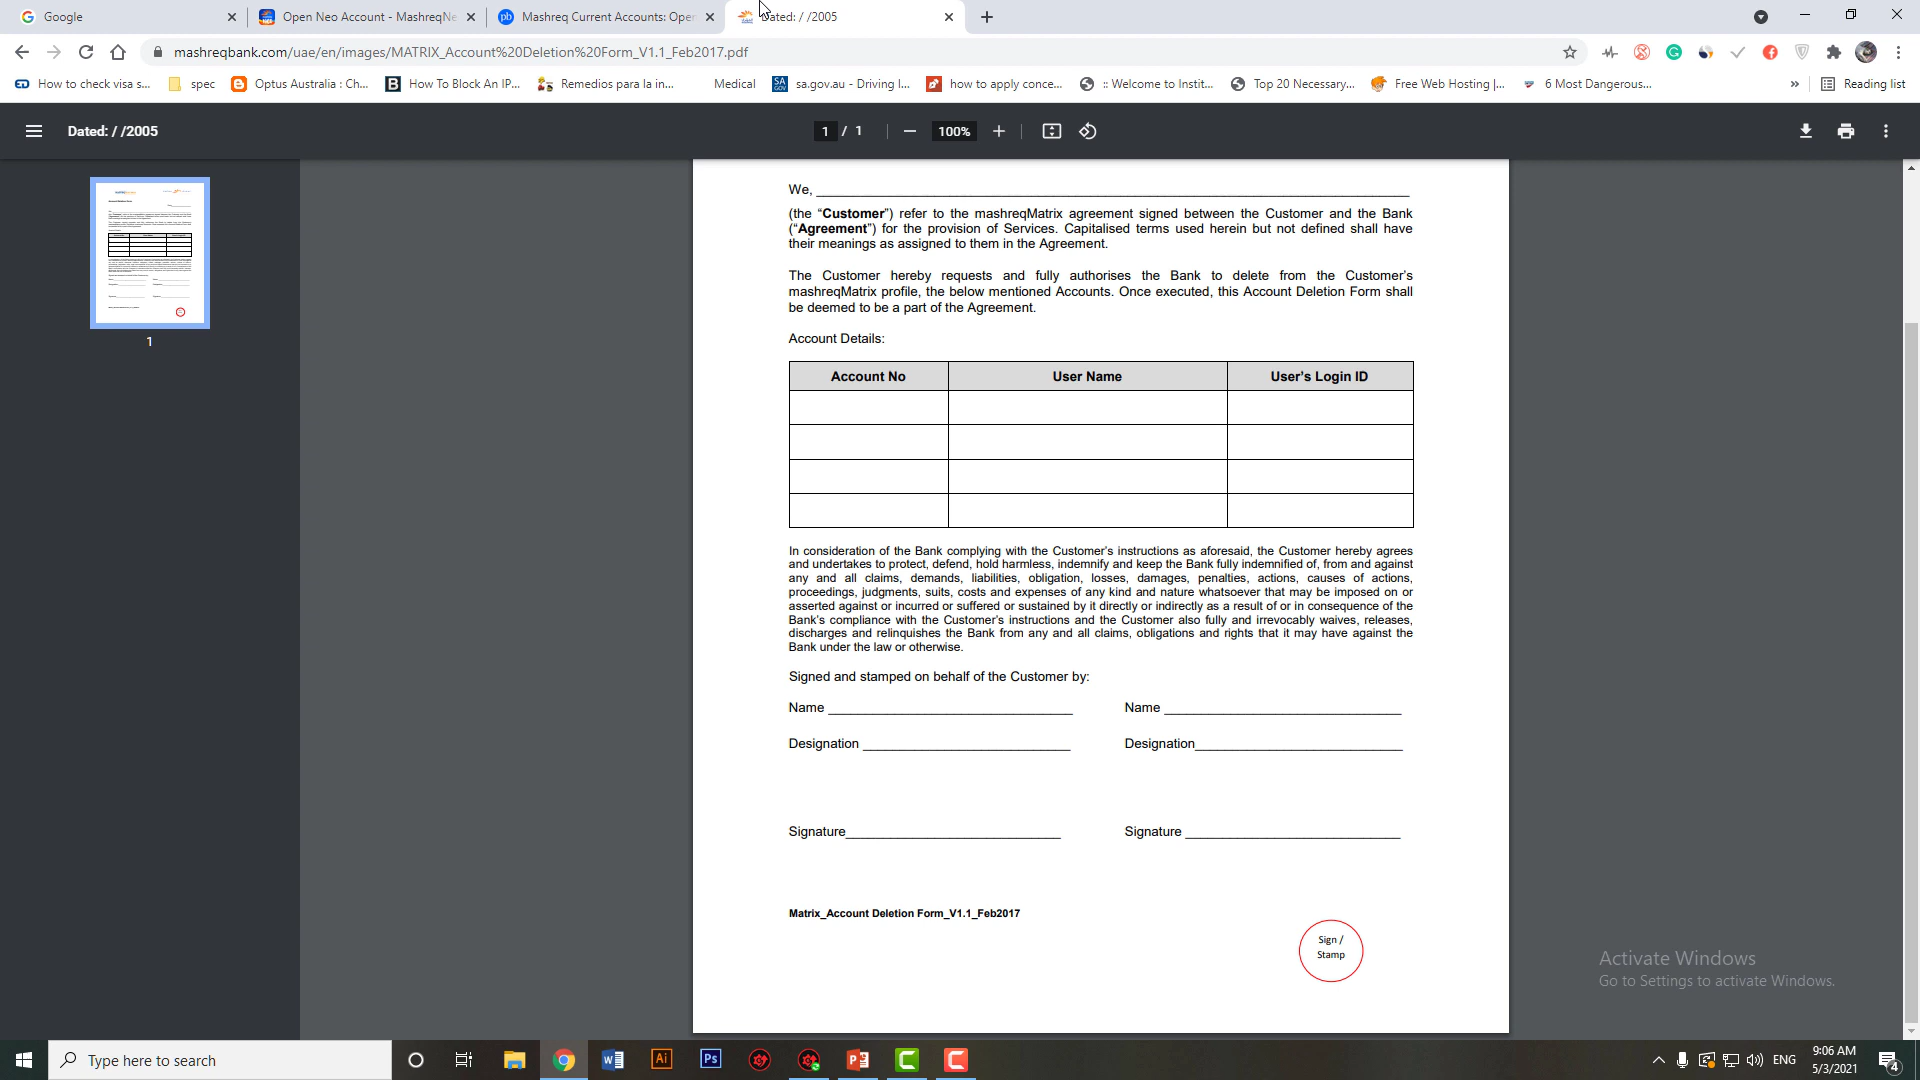 Google
Open Neo Account - MashreqNe
Mashreq Current Accounts: Open
Dated: / /2005
mashreqbank.com/uae/en/images/MATRIX_Account%20Deletion%20Form_V1.1_Feb2017.pdf
How to check visa s...
spec
Optus Australia : Ch...
How To Block An IP...
Remedios para la in...
Medical
sa.gov.au - Driving l...
how to apply conce...
:: Welcome to Instit...
Top 20 Necessary...
Free Web Hosting |...
6 Most Dangerous...
Reading list
Dated: / /2005
1 / 1
100%
1
We, 
(the “Customer”) refer to the mashreqMatrix agreement signed between the Customer and the Bank
(“Agreement”) for the provision of Services. Capitalised terms used herein but not defined shall have
their meanings as assigned to them in the Agreement.
The Customer hereby requests and fully authorises the Bank to delete from the Customer’s
mashreqMatrix profile, the below mentioned Accounts. Once executed, this Account Deletion Form shall
be deemed to be a part of the Agreement.
Account Details:
Account No User Name User’s Login ID
In consideration of the Bank complying with the Customer’s instructions as aforesaid, the Customer hereby agrees
and undertakes to protect, defend, hold harmless, indemnify and keep the Bank fully indemnified of, from and against
any and all claims, demands, liabilities, obligation, losses, damages, penalties, actions, causes of actions,
proceedings, judgments, suits, costs and expenses of any kind and nature whatsoever that may be imposed on or
asserted against or incurred or suffered or sustained by it directly or indirectly as a result of or in consequence of the
Bank’s compliance with the Customer’s instructions and the Customer also fully and irrevocably waives, releases,
discharges and relinquishes the Bank from any and all claims, obligations and rights that it may have against the
Bank under the law or otherwise.
Signed and stamped on behalf of the Customer by:
Name Name
Designation Designation
Signature Signature
Matrix_Account Deletion Form_V1.1_Feb2017
Sign /
Stamp
Activate Windows
Go to Settings to activate Windows.
Type here to search
ENG
9:06 AM
5/3/2021
4